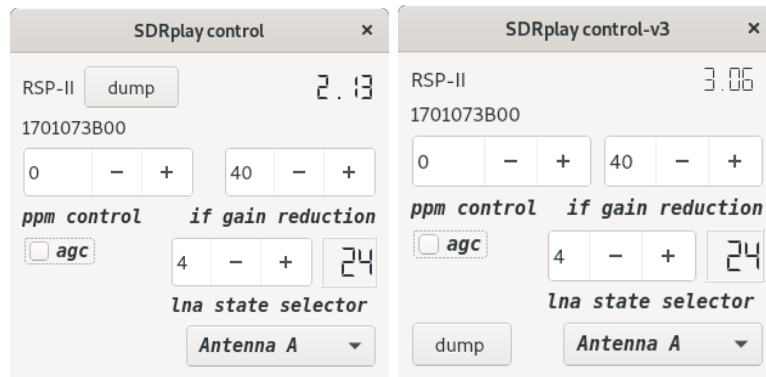 SDRplay control ×
RSP-II dump 2.13
1701073B00
0 − + 40 − +
ppm control if gain reduction
agc 4 − + 24
lna state selector
Antenna A
SDRplay control-v3 ×
RSP-II 3.06
1701073B00
0 − + 40 − +
ppm control if gain reduction
agc 4 − + 24
lna state selector
dump Antenna A